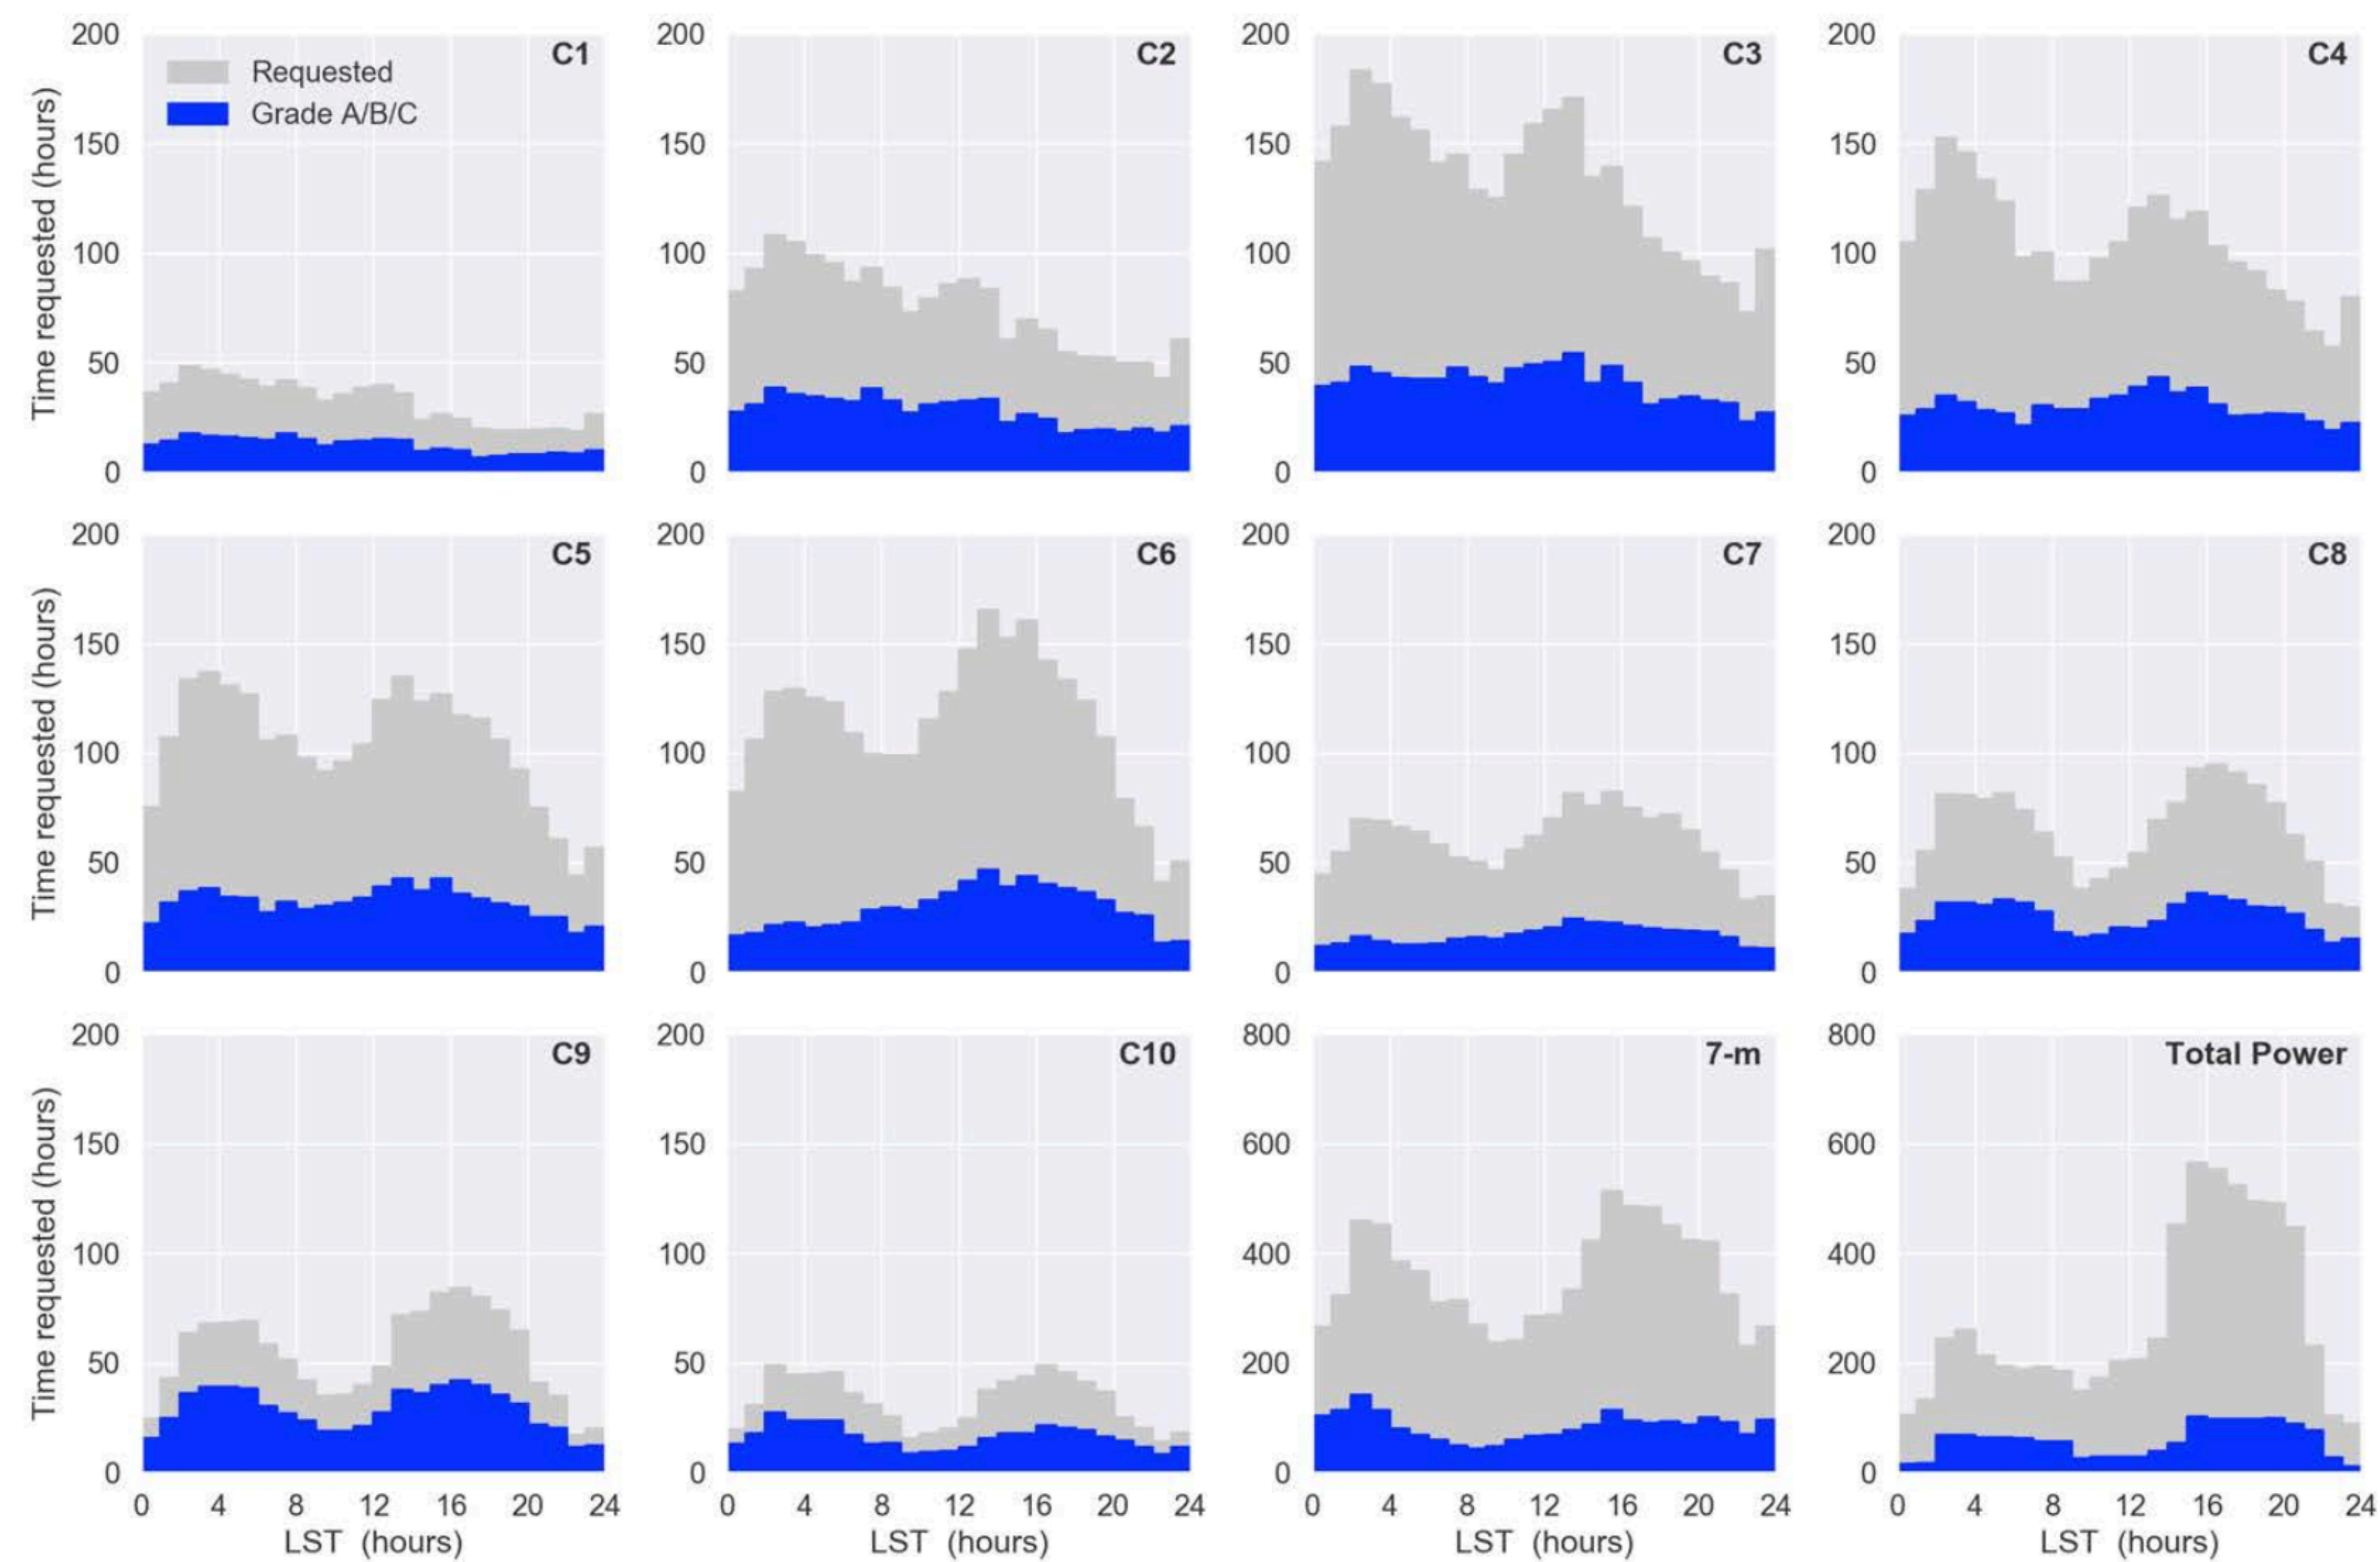 200 200 200 200
C1 C2 C3 C4
Requested
Grade A/B/C
150 150 150 150
100 100 100 100
50 50 50 50
0 0 0 0
Time requested (hours)
200 200 200 200
C5 C6 C7 C8
150 150 150 150
100 100 100 100
50 50 50 50
0 0 0 0
Time requested (hours)
200 200 800 800
C9 C10 7-m Total Power
150 150 600 600
100 100 400 400
50 50 200 200
0 0 0 0
Time requested (hours)
0 4 8 12 16 20 24 0 4 8 12 16 20 24 0 4 8 12 16 20 24 0 4 8 12 16 20 24
LST (hours) LST (hours) LST (hours) LST (hours)